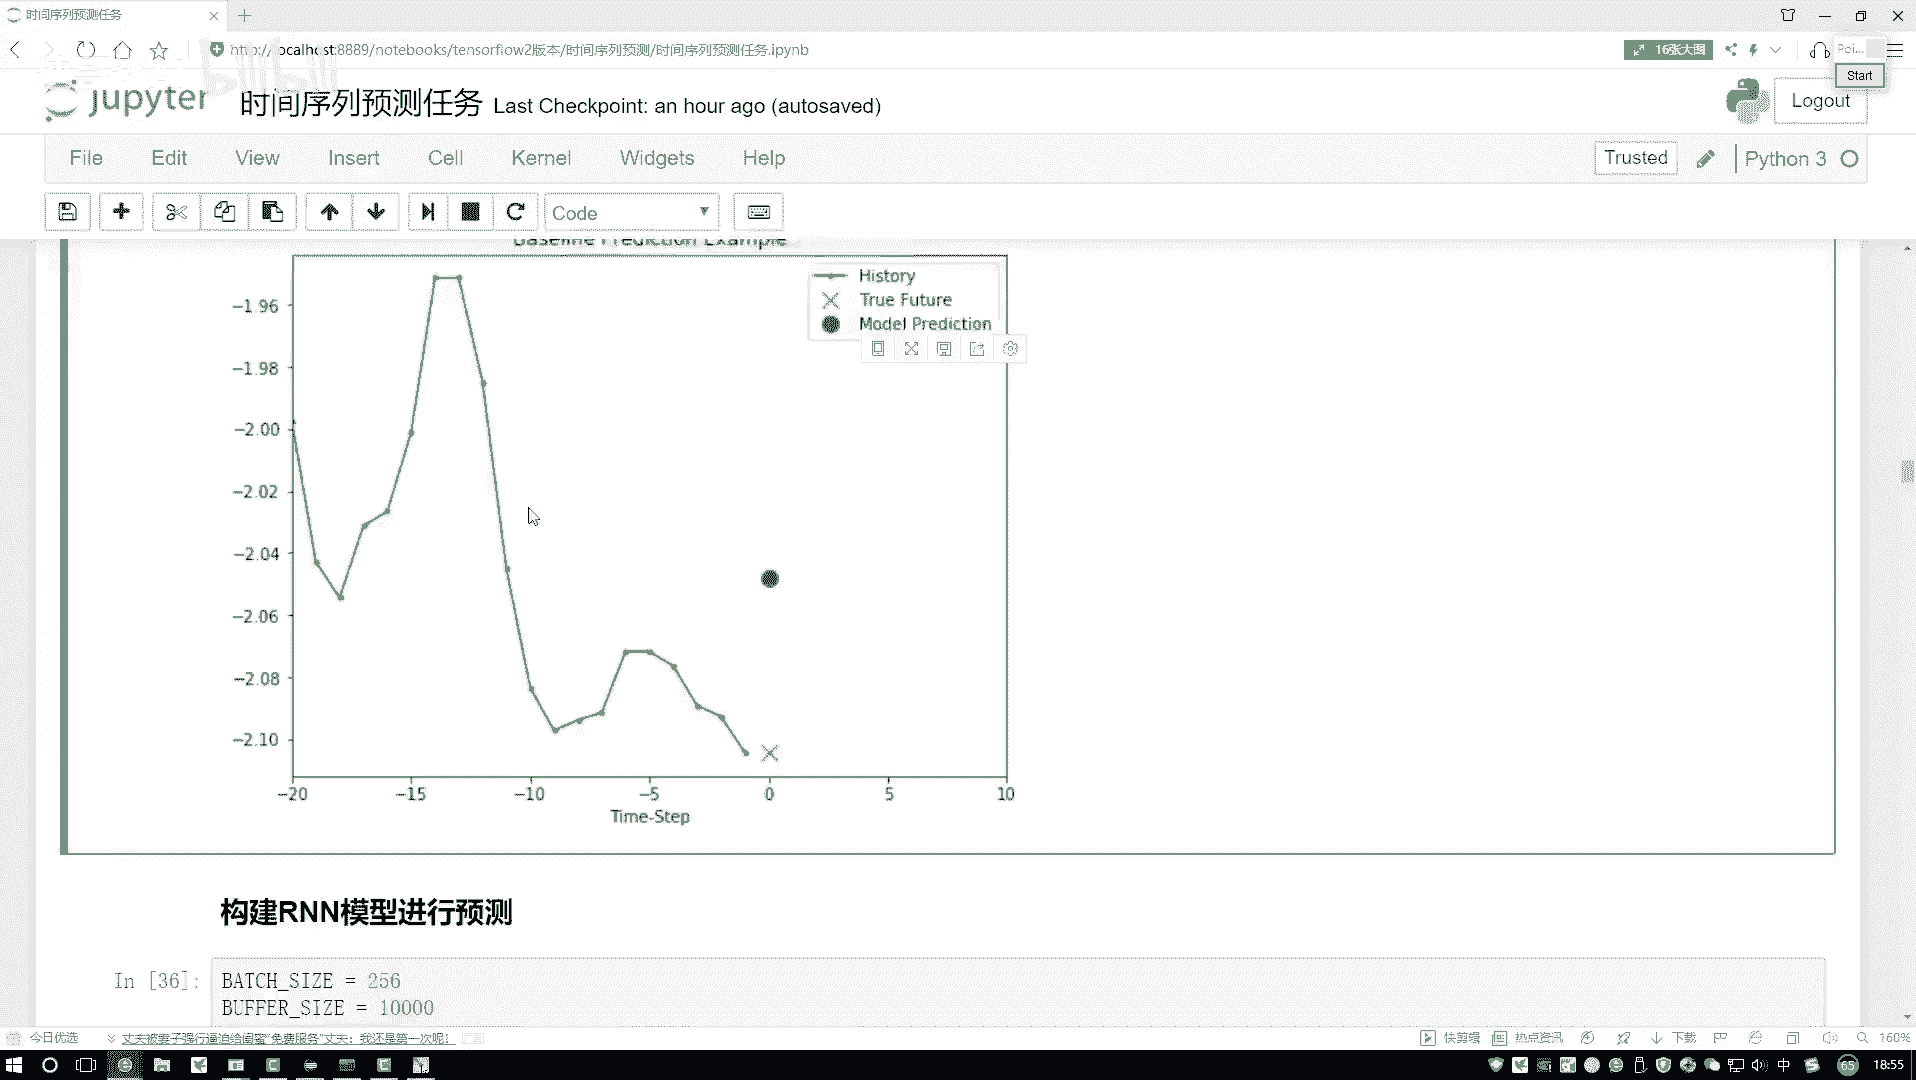 时间序列预测任务
http://localhost:8889/notebooks/tensorflow2版本/时间序列预测/时间序列预测任务.ipynb
16张大图
Poi...
Start
bilibili
jupyter 时间序列预测任务 Last Checkpoint: an hour ago (autosaved)
Logout
File Edit View Insert Cell Kernel Widgets Help
Trusted
Python 3
Code
Baseline Prediction Example
History
True Future
Model Prediction
−1.96
−1.98
−2.00
−2.02
−2.04
−2.06
−2.08
−2.10
−20 −15 −10 −5 0 5 10
Time-Step
构建RNN模型进行预测
In [36]: BATCH_SIZE = 256
BUFFER_SIZE = 10000
今日优选
丈夫被妻子强行逼迫给闺蜜“免费服务”丈夫：我还是第一次呢！
快剪辑 热点资讯 下载 160%
中 65 18:55